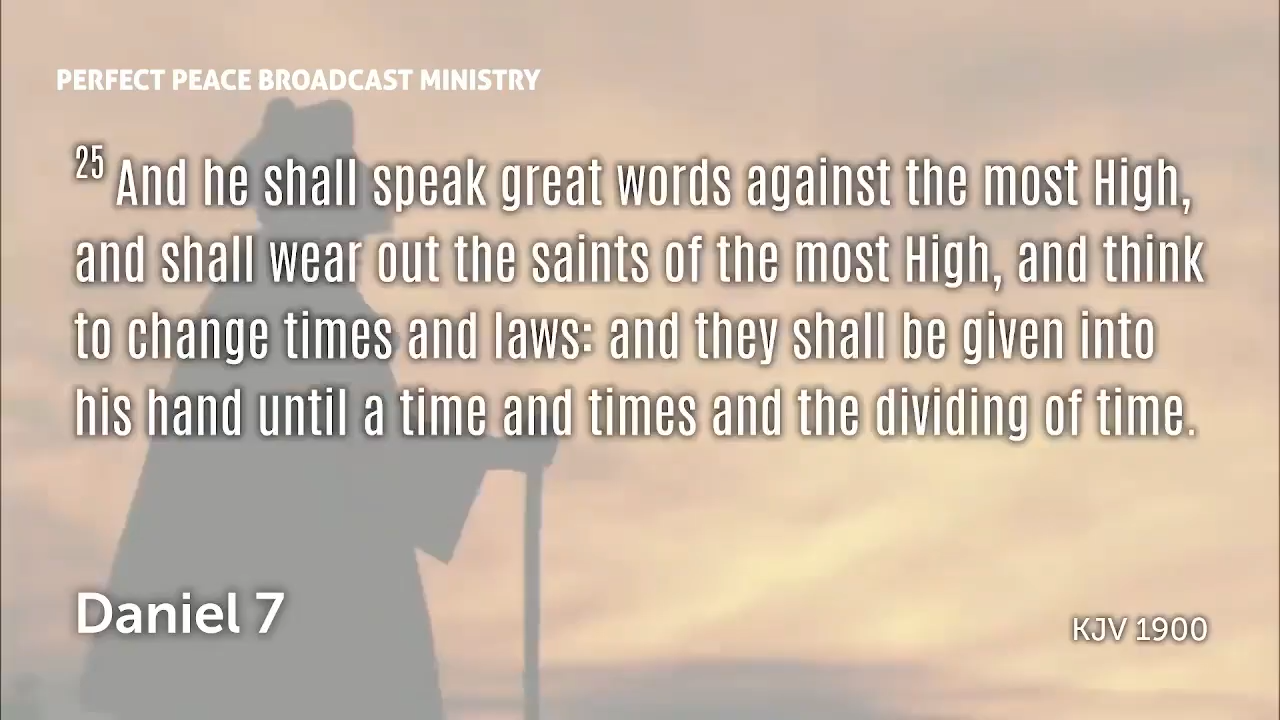 PERFECT PEACE BROADCAST MINISTRY
25 And he shall speak great words against the most High,
and shall wear out the saints of the most High, and think
to change times and laws: and they shall be given into
his hand until a time and times and the dividing of time.
Daniel 7
KJV 1900